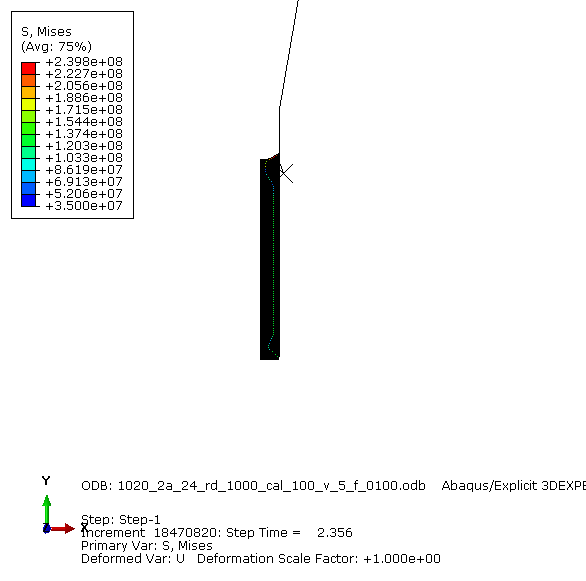 S, Mises
(Avg: 75%)
+2.398e+08
+2.227e+08
+2.056e+08
+1.886e+08
+1.715e+08
+1.544e+08
+1.374e+08
+1.203e+08
+1.033e+08
+8.619e+07
+6.913e+07
+5.206e+07
+3.500e+07
Y
ODB: 1020_2a_24_rd_1000_cal_100_v_5_f_0100.odb Abaqus/Explicit 3DEXPE
X
Step: Step-1
Increment 18470820: Step Time = 2.356
Primary Var: S, Mises
Deformed Var: U Deformation Scale Factor: +1.000e+00